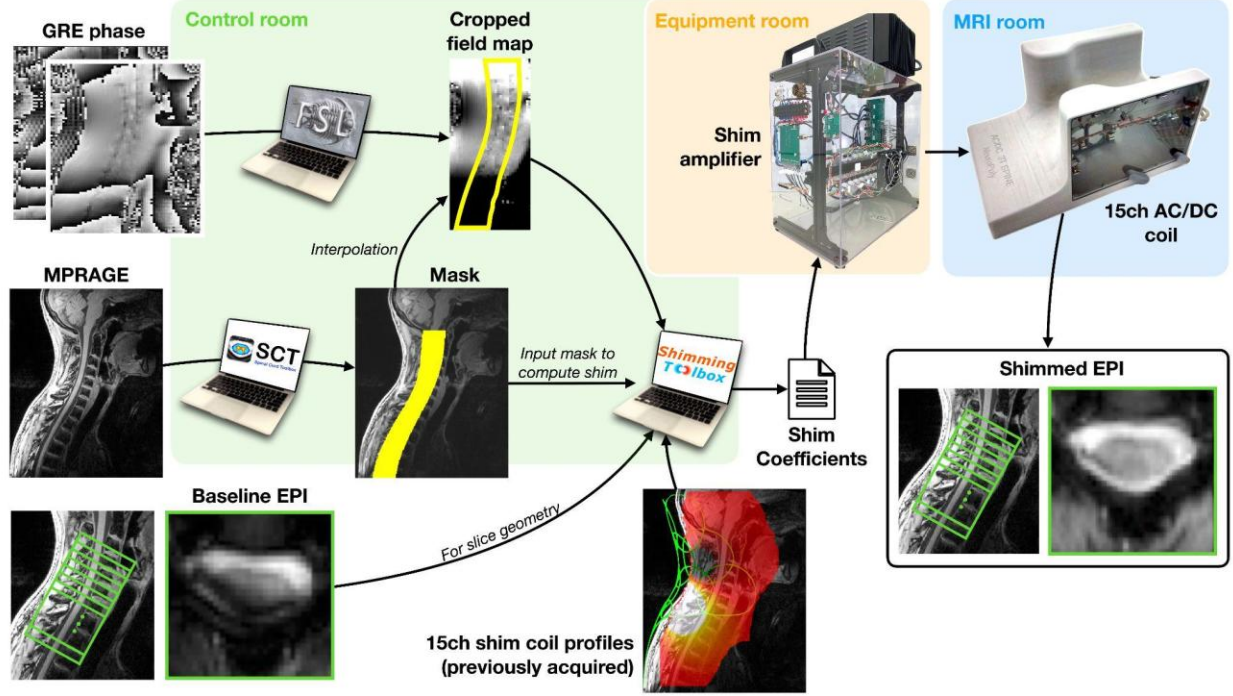 GRE phase
Control room
Cropped
field map
Equipment room
MRI room
FSL
Shim
amplifier
15ch AC/DC
coil
Interpolation
MPRAGE
Mask
SCT
Spinal Cord Toolbox
Input mask to
compute shim
Shimming
Toolbox
Shim
Coefficients
Shimmed EPI
Baseline EPI
For slice geometry
15ch shim coil profiles
(previously acquired)